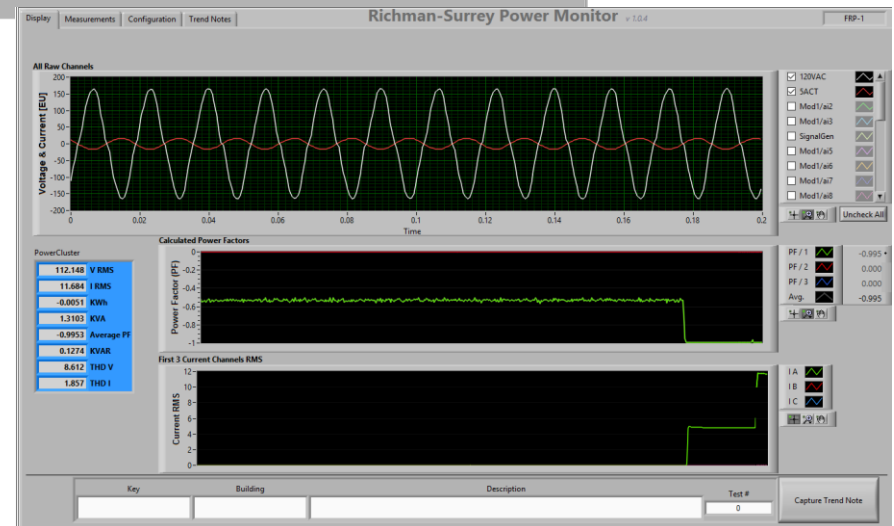 Display Measurements Configuration Trend Notes Richman-Surrey Power Monitor v 1.0.4 FRP-1
All Raw Channels
Voltage & Current [EU]
200
150
100
50
0
-50
-100
-150
-200
0 0.02 0.04 0.06 0.08 0.1 0.12 0.14 0.16 0.18 0.2
Time
120VAC
5ACT
Mod1/ai2
Mod1/ai3
SignalGen
Mod1/ai5
Mod1/ai6
Mod1/ai7
Mod1/ai8
Uncheck All
PowerCluster
112.148 V RMS
11.684 I RMS
-0.0051 KWh
1.3103 KVA
-0.9953 Average PF
0.1274 KVAR
8.612 THD V
1.857 THD I
Calculated Power Factors
Power Factor (PF)
0
-0.2
-0.4
-0.6
-0.8
-1
PF / 1 -0.995
PF / 2 0.000
PF / 3 0.000
Avg. -0.995
First 3 Current Channels RMS
Current RMS
12
10
8
6
4
2
0
I A
I B
I C
Key Building Description Test #
0
Capture Trend Note